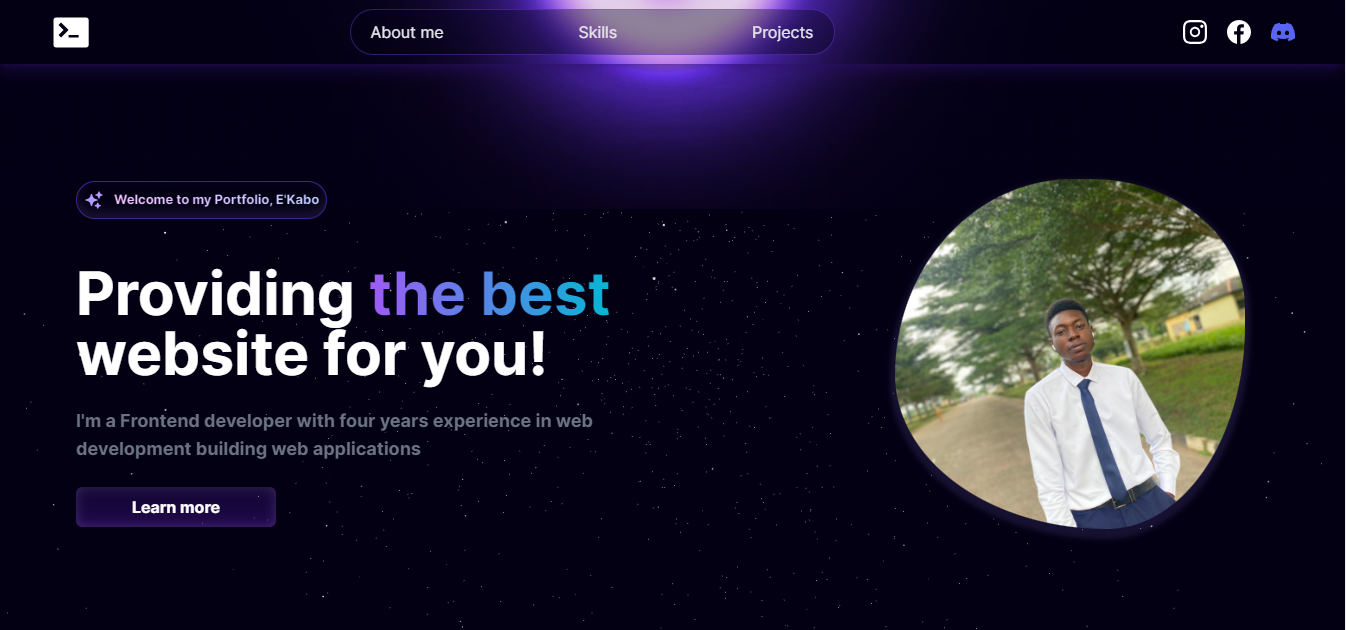 About me
Skills
Projects
Welcome to my Portfolio, E'Kabo
Providing the best
website for you!
I'm a Frontend developer with four years experience in web
development building web applications
Learn more